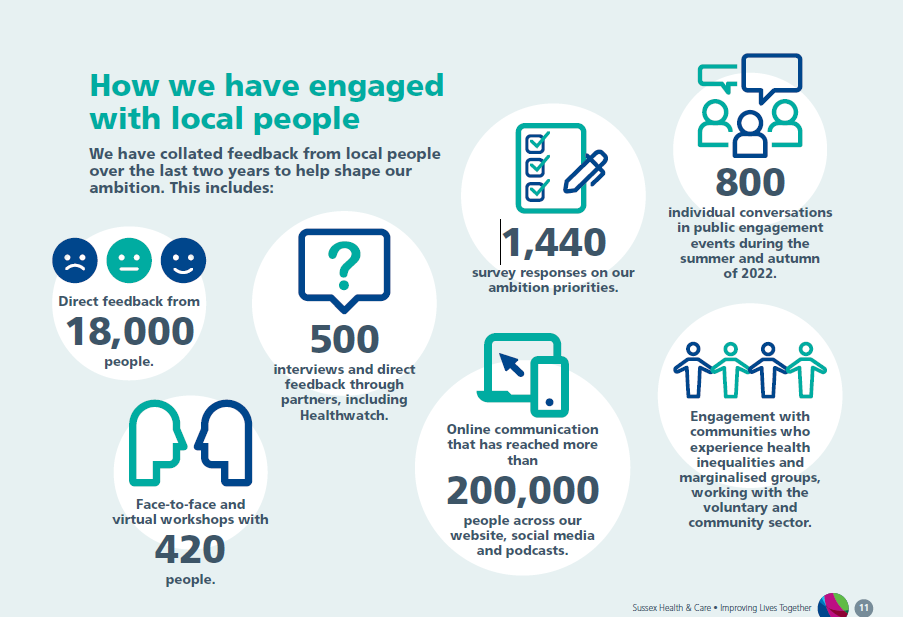 How we have engaged
with local people
We have collated feedback from local people
over the last two years to help shape our
ambition. This includes:
Direct feedback from
18,000
people.
?
500
interviews and direct
feedback through
partners, including
Healthwatch.
1,440
survey responses on our
ambition priorities.
800
individual conversations
in public engagement
events during the
summer and autumn
of 2022.
Face-to-face and
virtual workshops with
420
people.
Online communication
that has reached more
than
200,000
people across our
website, social media
and podcasts.
Engagement with
communities who
experience health
inequalities and
marginalised groups,
working with the
voluntary and
community sector.
Sussex Health & Care • Improving Lives Together
11